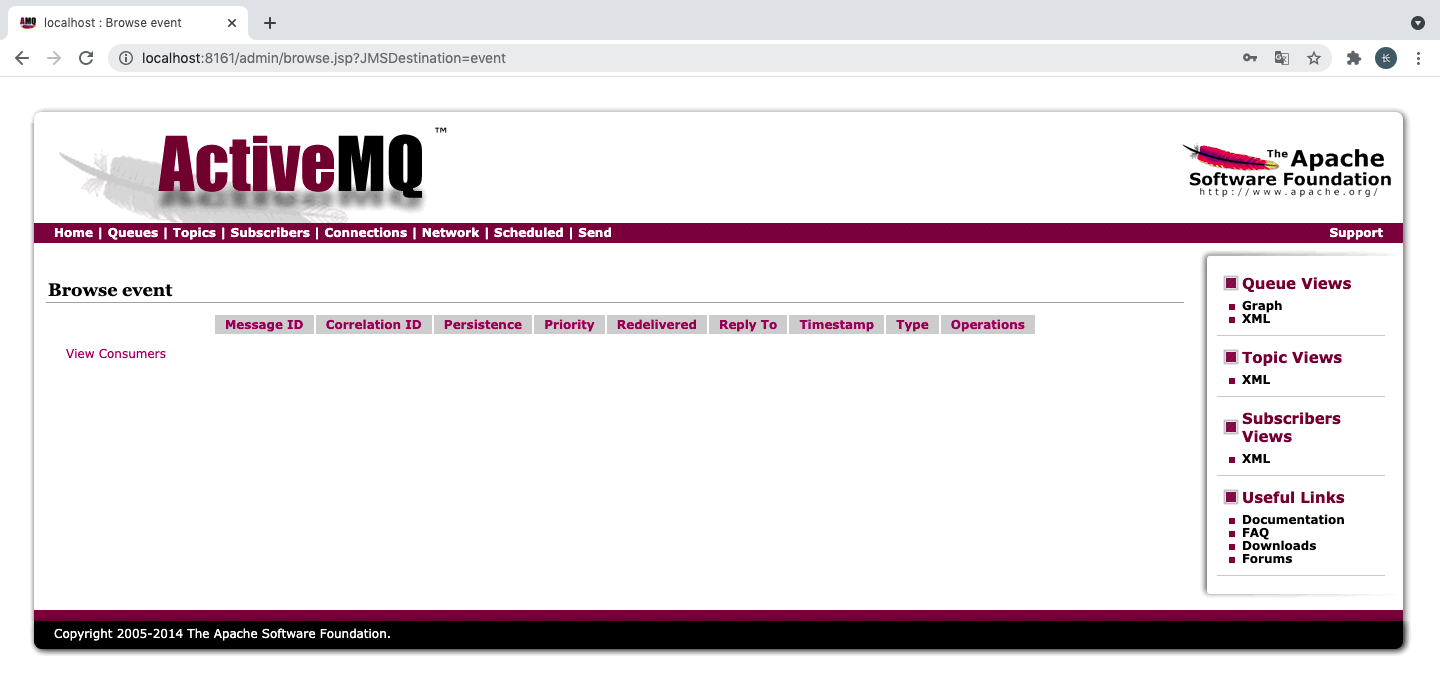 localhost : Browse event
localhost:8161/admin/browse.jsp?JMSDestination=event
长
ActiveMQ ™
The Apache
Software Foundation
http://www.apache.org/
Home | Queues | Topics | Subscribers | Connections | Network | Scheduled | Send
Support
Browse event
Message ID Correlation ID Persistence Priority Redelivered Reply To Timestamp Type Operations
View Consumers
Queue Views
Graph
XML
Topic Views
XML
Subscribers
Views
XML
Useful Links
Documentation
FAQ
Downloads
Forums
Copyright 2005-2014 The Apache Software Foundation.